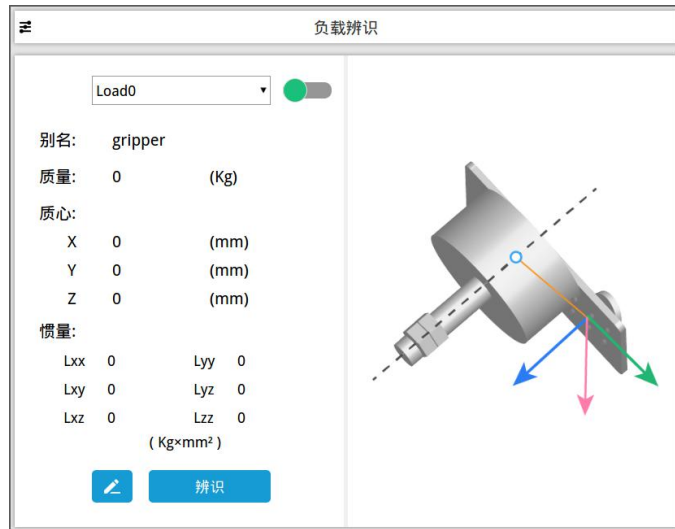 负载辨识
Load0
别名: gripper
质量: 0 (Kg)
质心:
X 0 (mm)
Y 0 (mm)
Z 0 (mm)
惯量:
Lxx 0 Lyy 0
Lxy 0 Lyz 0
Lxz 0 Lzz 0
( Kg×mm² )
辨识